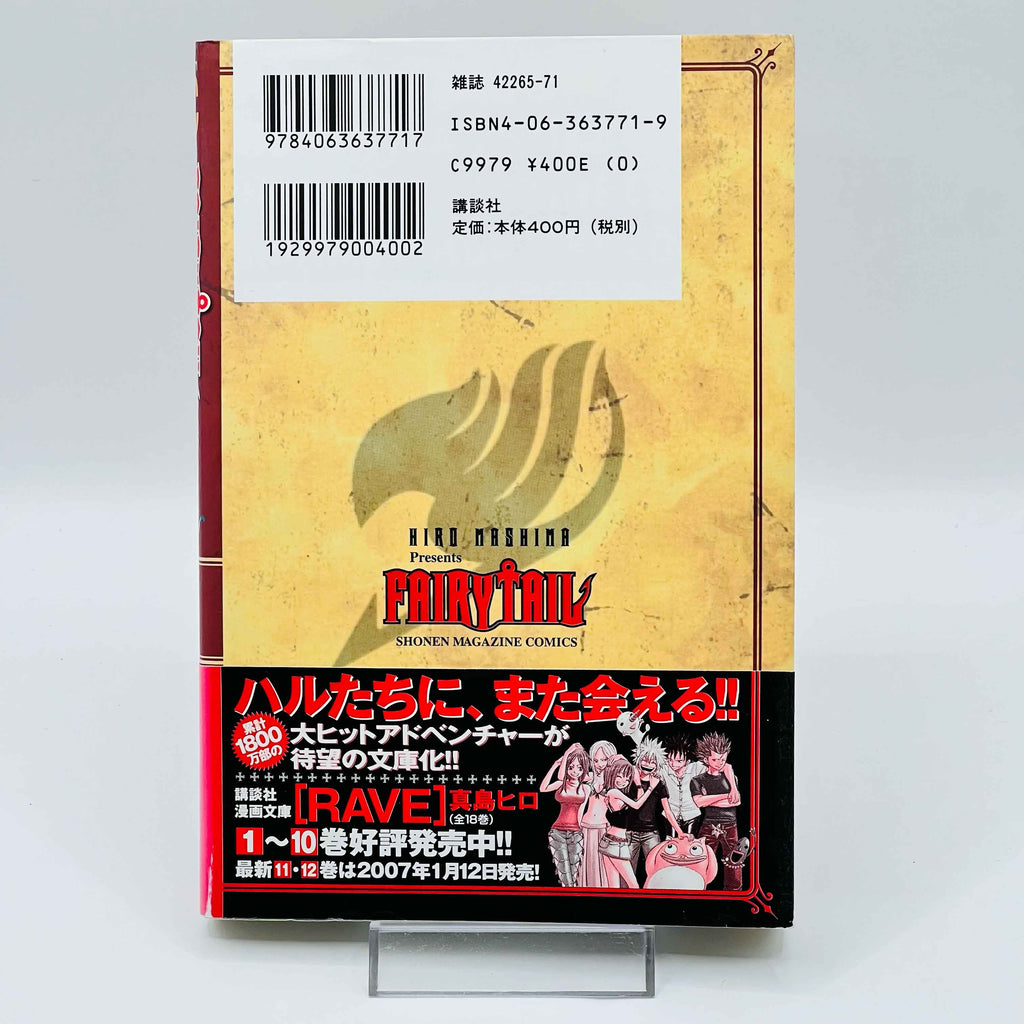 雑誌 42265-71
9784063637717
ISBN4-06-363771-9
C9979 ¥400E (0)
1929979004002
講談社
定価:本体400円(税別)
HIRO MASHIMA
Presents
FAIRY TAIL
SHONEN MAGAZINE COMICS
ハルたちに、また会える!!
累計
1800
万部の
大ヒットアドベンチャーが
待望の文庫化!!
講談社
漫画文庫
[RAVE]真島ヒロ
(全18巻)
1〜10巻好評発売中!!
最新11・12巻は2007年1月12日発売!